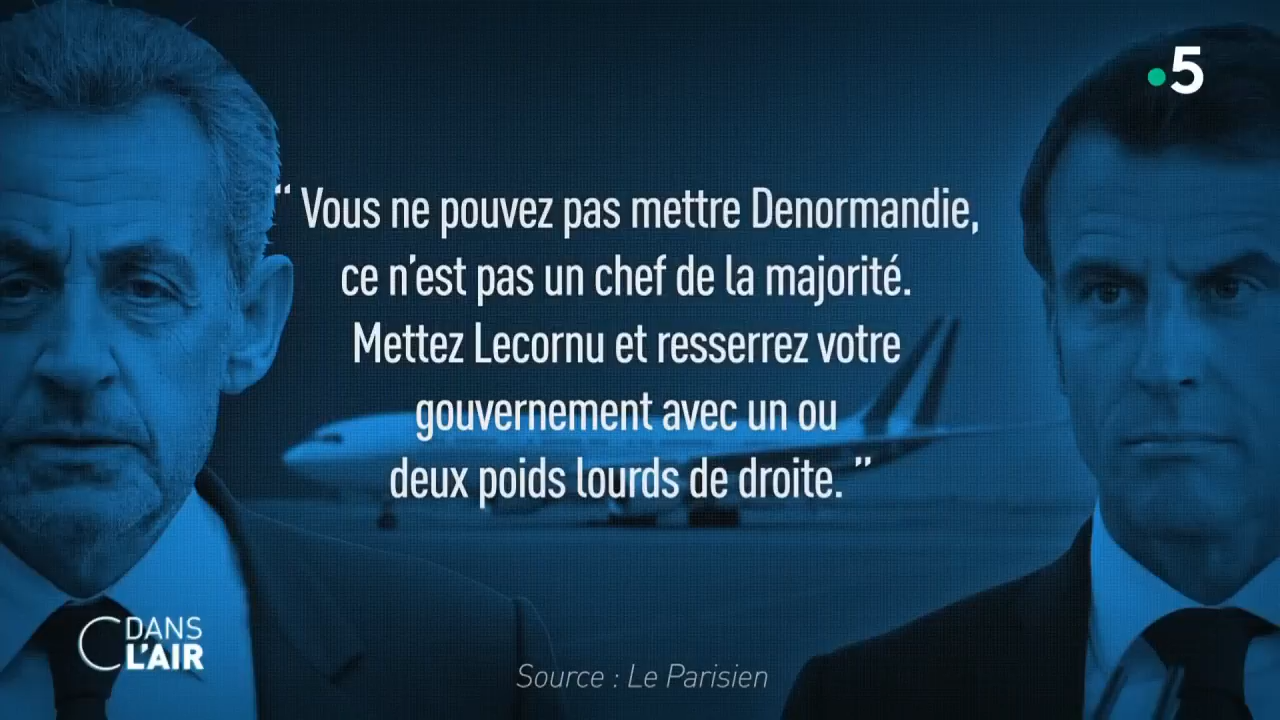 5
“ Vous ne pouvez pas mettre Denormandie,
ce n'est pas un chef de la majorité.
Mettez Lecornu et resserrez votre
gouvernement avec un ou
deux poids lourds de droite. ”
C DANS
L'AIR
Source : Le Parisien